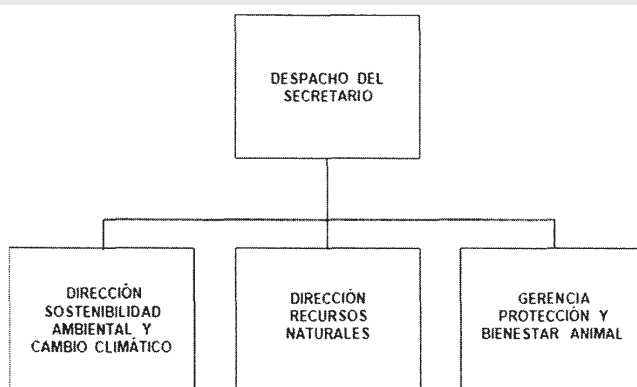 DESPACHO DEL
SECRETARIO
DIRECCIÓN
SOSTENIBILIDAD
AMBIENTAL Y
CAMBIO CLIMÁTICO
DIRECCIÓN
RECURSOS
NATURALES
GERENCIA
PROTECCIÓN Y
BIENESTAR ANIMAL